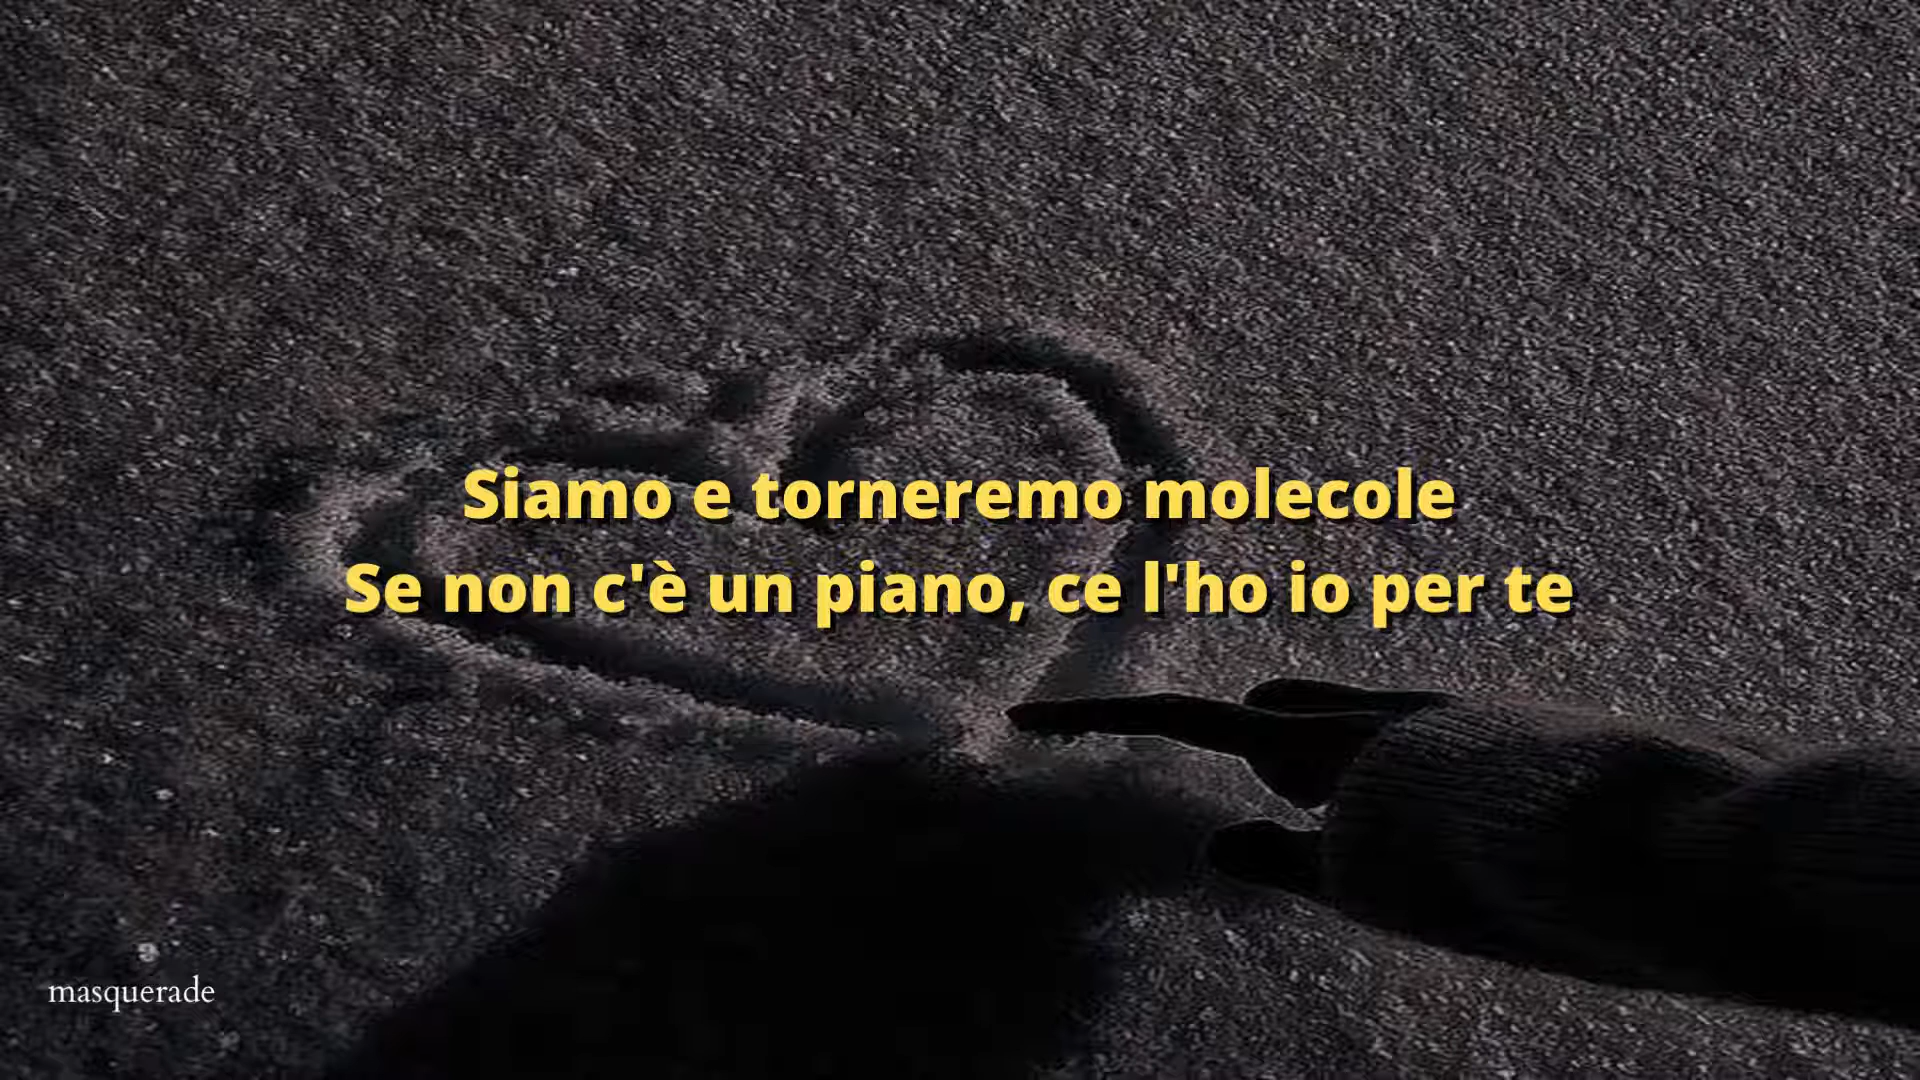 Siamo e torneremo molecole
Se non c'è un piano, ce l'ho io per te
masquerade